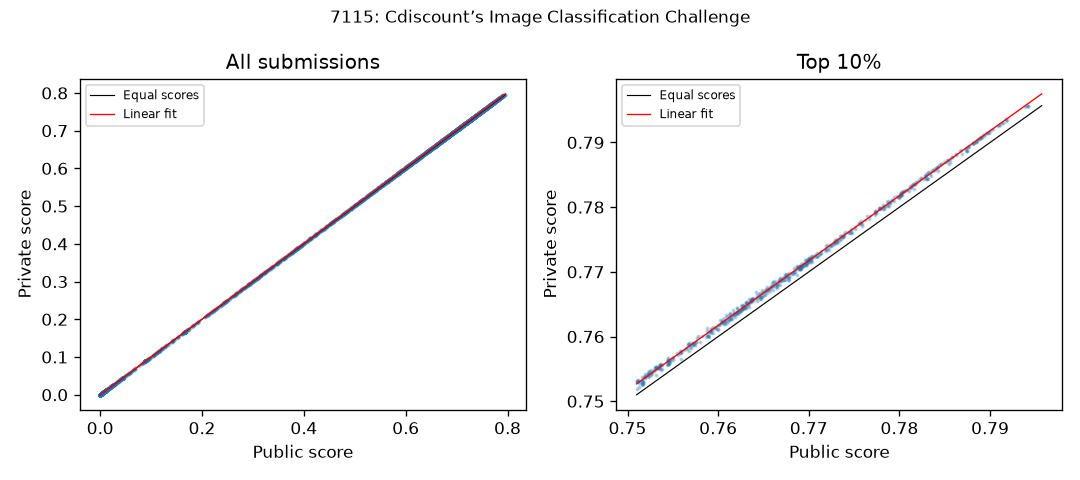 7115: Cdiscount’s Image Classification Challenge
All submissions
Equal scores
Linear fit
0.8
0.7
0.6
0.5
0.4
0.3
0.2
0.1
0.0
Private score
0.0 0.2 0.4 0.6 0.8
Public score
Top 10%
Equal scores
Linear fit
0.79
0.78
0.77
0.76
0.75
Private score
0.75 0.76 0.77 0.78 0.79
Public score